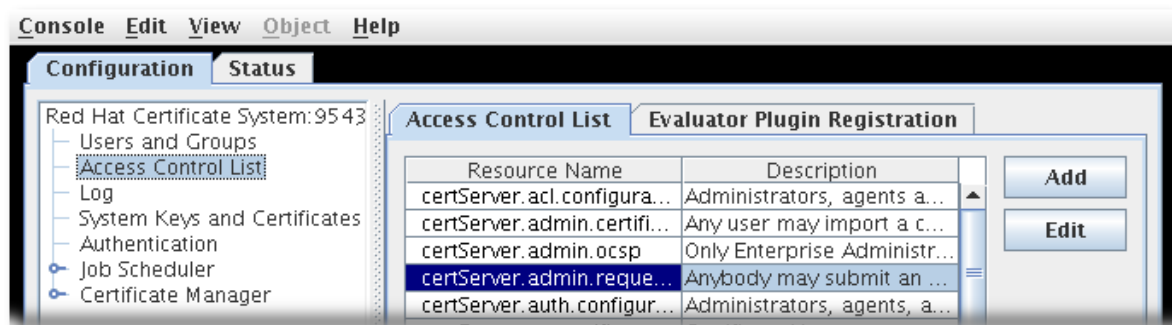 Console Edit View Object Help
Configuration Status
Red Hat Certificate System:9543
Users and Groups
Access Control List
Log
System Keys and Certificates
Authentication
Job Scheduler
Certificate Manager
Access Control List Evaluator Plugin Registration
Resource Name Description
certServer.acl.configura... Administrators, agents a...
certServer.admin.certifi... Any user may import a c...
certServer.admin.ocsp Only Enterprise Administr...
certServer.admin.reque... Anybody may submit an ...
certServer.auth.configur... Administrators, agents, a...
Add
Edit